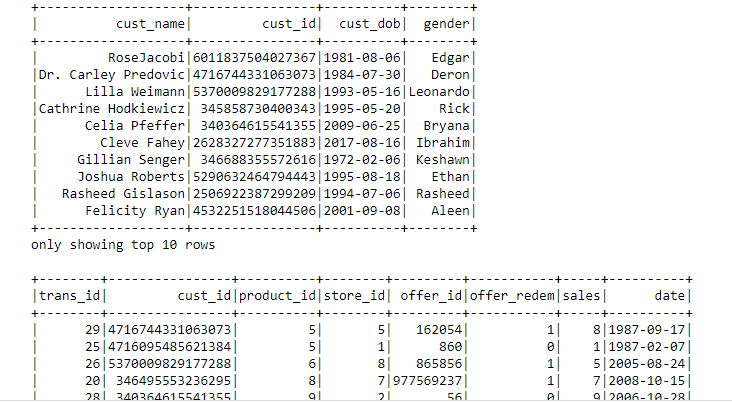 +------------------+----------------+----------+--------+
|         cust_name|         cust_id|  cust_dob|  gender|
+------------------+----------------+----------+--------+
|        RoseJacobi|6011837504027367|1981-08-06|   Edgar|
|Dr. Carley Predovic|4716744331063073|1984-07-30|   Deron|
|     Lilla Weimann|5370009829177288|1993-05-16|Leonardo|
|Cathrine Hodkiewicz| 345858730400343|1995-05-20|    Rick|
|     Celia Pfeffer| 340364615541355|2009-06-25|  Bryana|
|       Cleve Fahey|2628327277351883|2017-08-16| Ibrahim|
|    Gillian Senger| 346688355572616|1972-02-06| Keshawn|
|    Joshua Roberts|5290632464794443|1995-08-18|   Ethan|
|  Rasheed Gislason|2506922387299209|1994-07-06| Rasheed|
|     Felicity Ryan|4532251518044506|2001-09-08|   Aleen|
+------------------+----------------+----------+--------+
only showing top 10 rows
+--------+----------------+----------+--------+---------+-----------+-----+----------+
|trans_id|         cust_id|product_id|store_id| offer_id|offer_redem|sales|      date|
+--------+----------------+----------+--------+---------+-----------+-----+----------+
|      29|4716744331063073|         5|       5|   162054|          1|    8|1987-09-17|
|      25|4716095485621384|         5|       1|      860|          0|    1|1987-02-07|
|      26|5370009829177288|         6|       8|   865856|          1|    5|2005-08-24|
|      20| 346495553236295|         8|       7|977569237|          1|    7|2008-10-15|
|      28| 340364615541355|         9|       2|       56|          0|    9|2006-10-28|